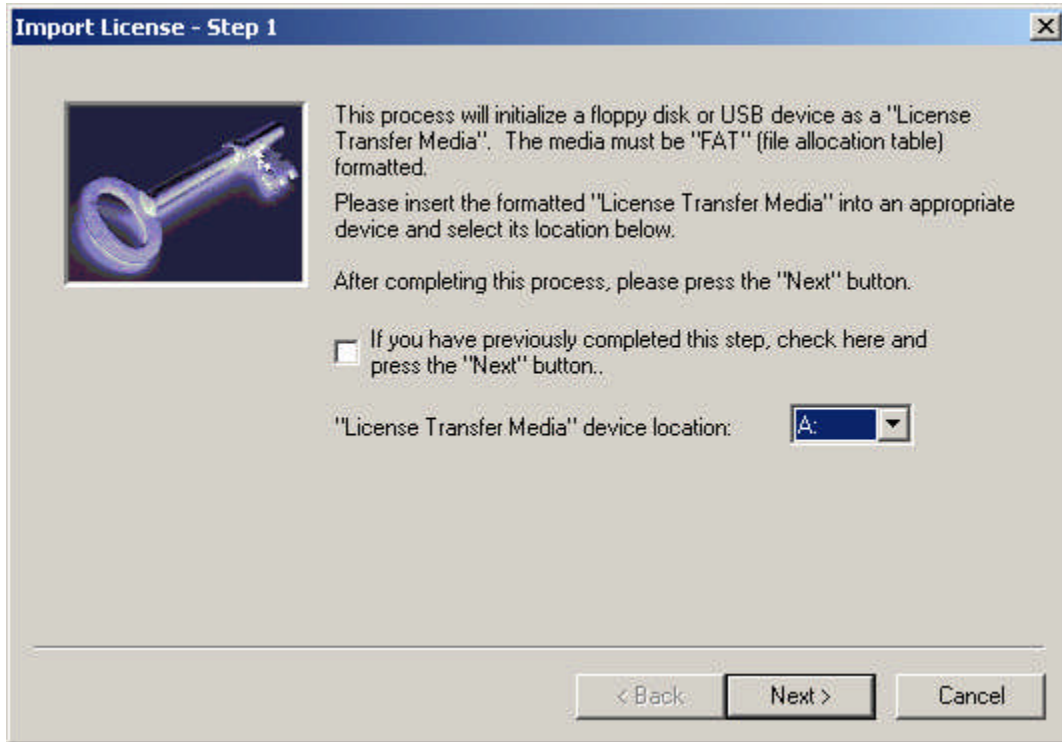 Import License - Step 1
This process will initialize a floppy disk or USB device as a "License
Transfer Media".  The media must be "FAT" (file allocation table)
formatted.
Please insert the formatted "License Transfer Media" into an appropriate
device and select its location below.
After completing this process, please press the "Next" button.
If you have previously completed this step, check here and
press the "Next" button..
"License Transfer Media" device location:
A:
< Back
Next >
Cancel